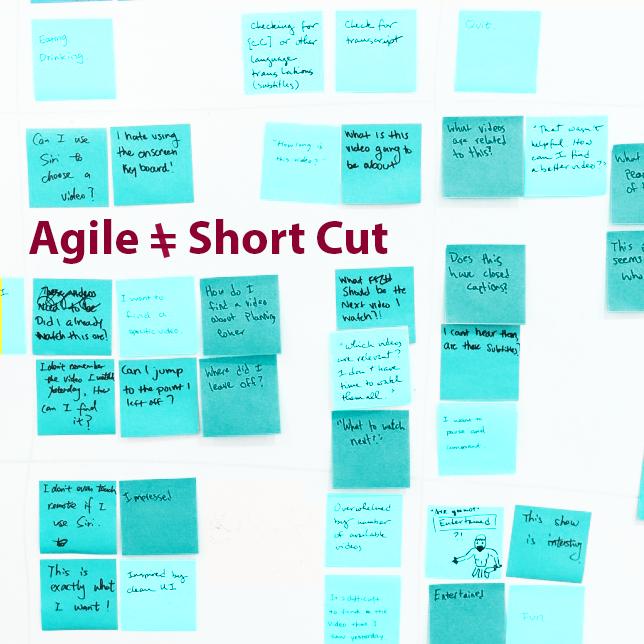 Eating
Drinking.
Checking for
[CC] or other
language
translations
(subtitles)
Check for
transcript
Quit
Can I use
Siri to
choose a
video?
I hate using
the onscreen
keyboard!
"How long is
this video?"
What is this
video going to
be about
What videos
are related
to this?
"That wasn't
helpful. How
can I find
a better video?"
What
of
Agile ≠ Short Cut
Does this
have closed
captions?
This
seems
who
I
need to be
Did I already
watch this one!
I want to
find a
specific video
How do I
find a video
about planning
poker
What
should be the
next video I
watch?!
I cant hear them,
are there subtitles?
I don't remember
the video I watched
yesterday. How
can I find
it?
Can I jump
to the point I
left off?
Where did I
leave off?
"Which videos
are relevant?
I don't have
time to watch
them all."
"What to watch
next?"
I want to
pause and
comment
I don't even touch
remote if I
use Siri..
Impressed
Overwhelmed
by number
of available
videos
"Are you not
Entertained
?!
This show
is interesting
This is
exactly what
I want!
Inspired by
clean UI
It's difficult
to find the
video that I
saw yesterday
Entertained
Fun